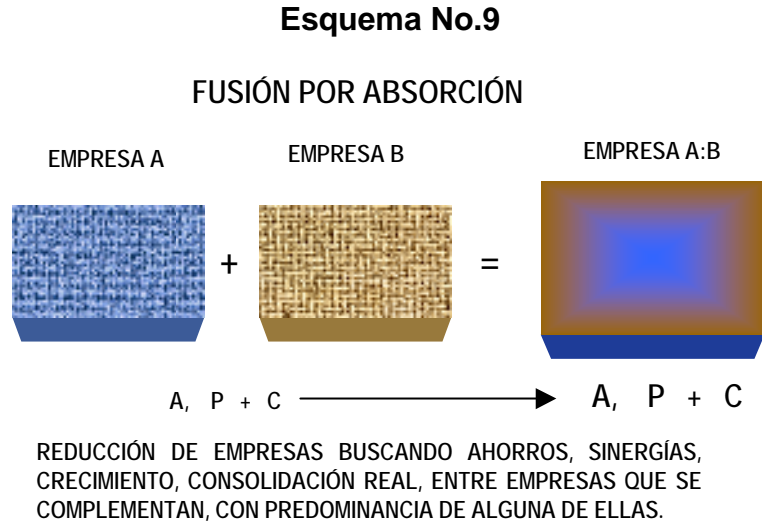 Esquema No.9
FUSIÓN POR ABSORCIÓN
EMPRESA A
EMPRESA B
EMPRESA A:B
+
=
A, P + C
A, P + C
REDUCCIÓN DE EMPRESAS BUSCANDO AHORROS, SINERGÍAS,
CRECIMIENTO, CONSOLIDACIÓN REAL, ENTRE EMPRESAS QUE SE
COMPLEMENTAN, CON PREDOMINANCIA DE ALGUNA DE ELLAS.